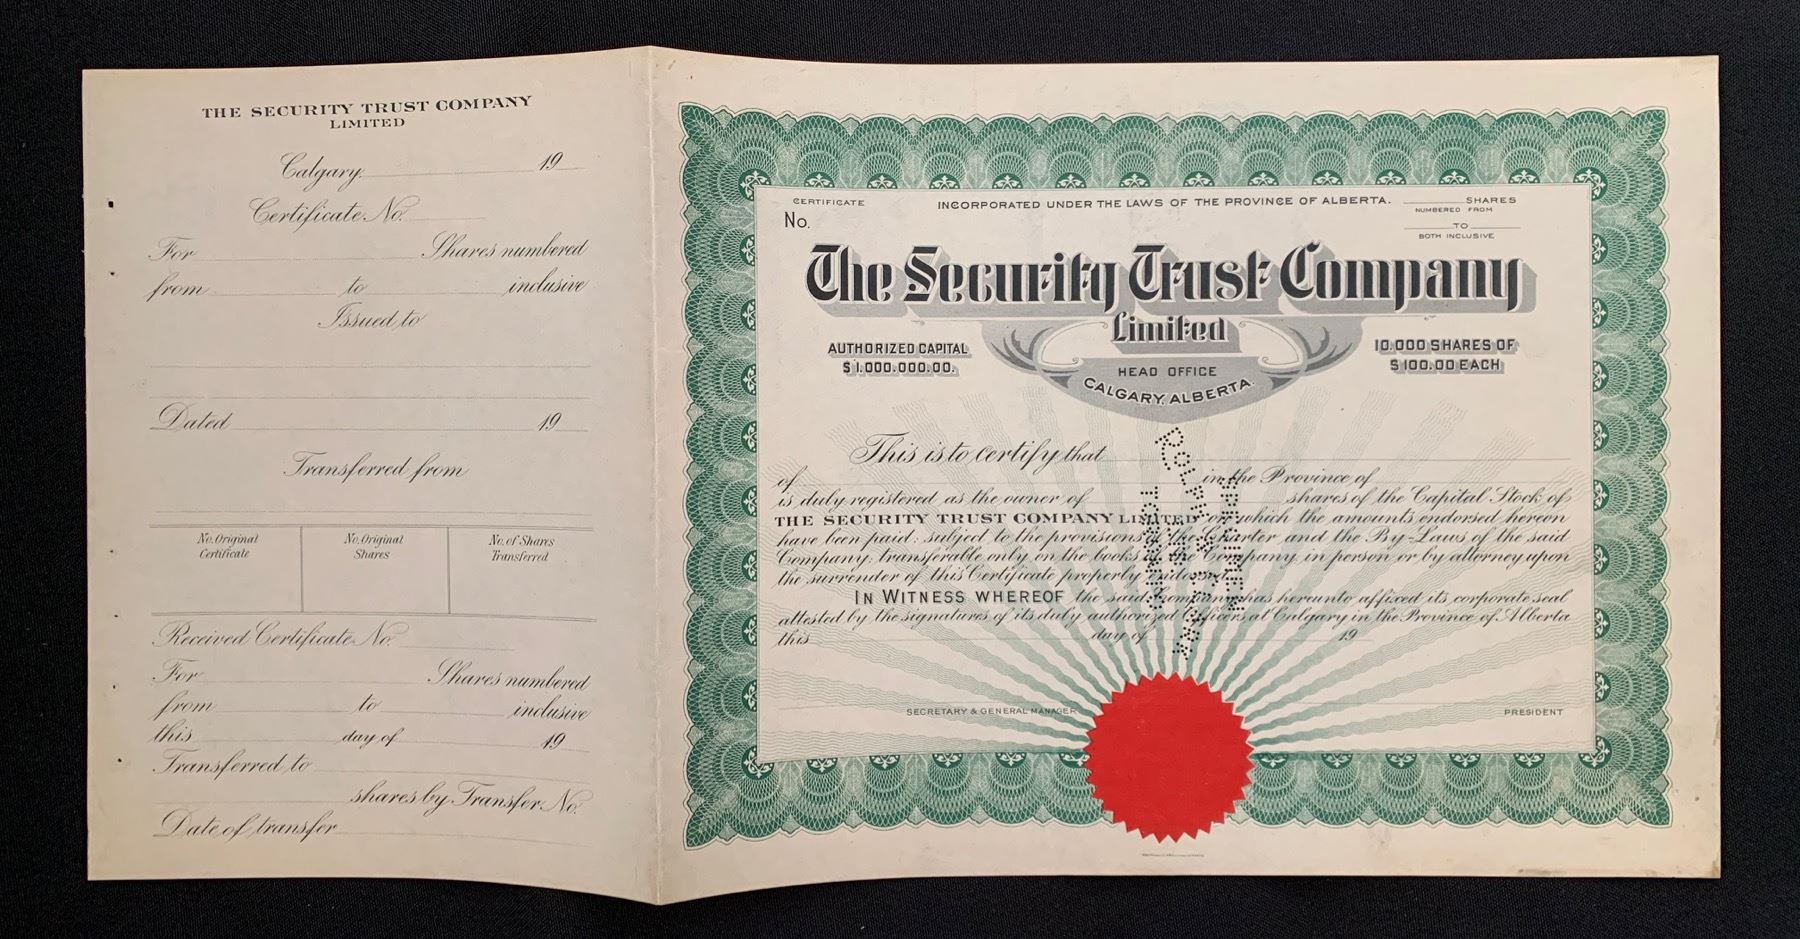 THE SECURITY TRUST COMPANY
LIMITED
Calgary 19
Certificate No.
For Shares numbered
from to inclusive
Issued to
Dated 19
Transferred from
No. Original Certificate
No. Original Shares
No. of Shares Transferred
Received Certificate No.
For Shares numbered
from to inclusive
this day of 19
Transferred to
shares by Transfer No.
Date of transfer
CERTIFICATE
No.
INCORPORATED UNDER THE LAWS OF THE PROVINCE OF ALBERTA.
SHARES
NUMBERED FROM
TO
BOTH INCLUSIVE
The Security Trust Company
Limited
AUTHORIZED CAPITAL
$1,000,000.00.
HEAD OFFICE
CALGARY, ALBERTA.
10,000 SHARES OF
$100.00 EACH
This is to certify that
of in the Province of
is duly registered as the owner of shares of the Capital Stock of
THE SECURITY TRUST COMPANY LIMITED on which the amounts endorsed hereon
have been paid; subject to the provisions of the Charter and the By-Laws of the said
Company; transferable only on the books of the Company in person or by attorney upon
the surrender of this Certificate properly endorsed.
IN WITNESS WHEREOF the said Company has hereunto affixed its corporate seal
attested by the signatures of its duly authorized Officers at Calgary in the Province of Alberta
this day of 19
SECRETARY & GENERAL MANAGER
PRESIDENT